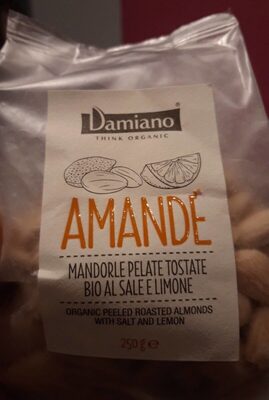 Damiano®
THINK ORGANIC
AMANDÈ®
MANDORLE PELATE TOSTATE
BIO AL SALE E LIMONE
ORGANIC PEELED ROASTED ALMONDS
WITH SALT AND LEMON
250 g ℮